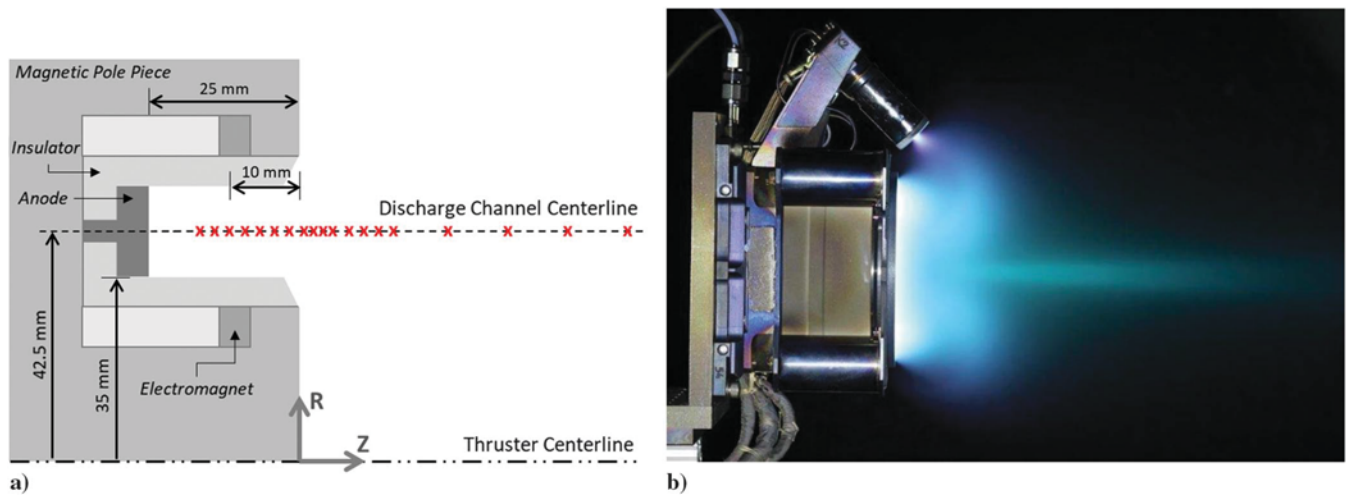 Magnetic Pole Piece
25 mm
Insulator
10 mm
Anode
Discharge Channel Centerline
42.5 mm
35 mm
Electromagnet
R
Z
Thruster Centerline
a)
b)